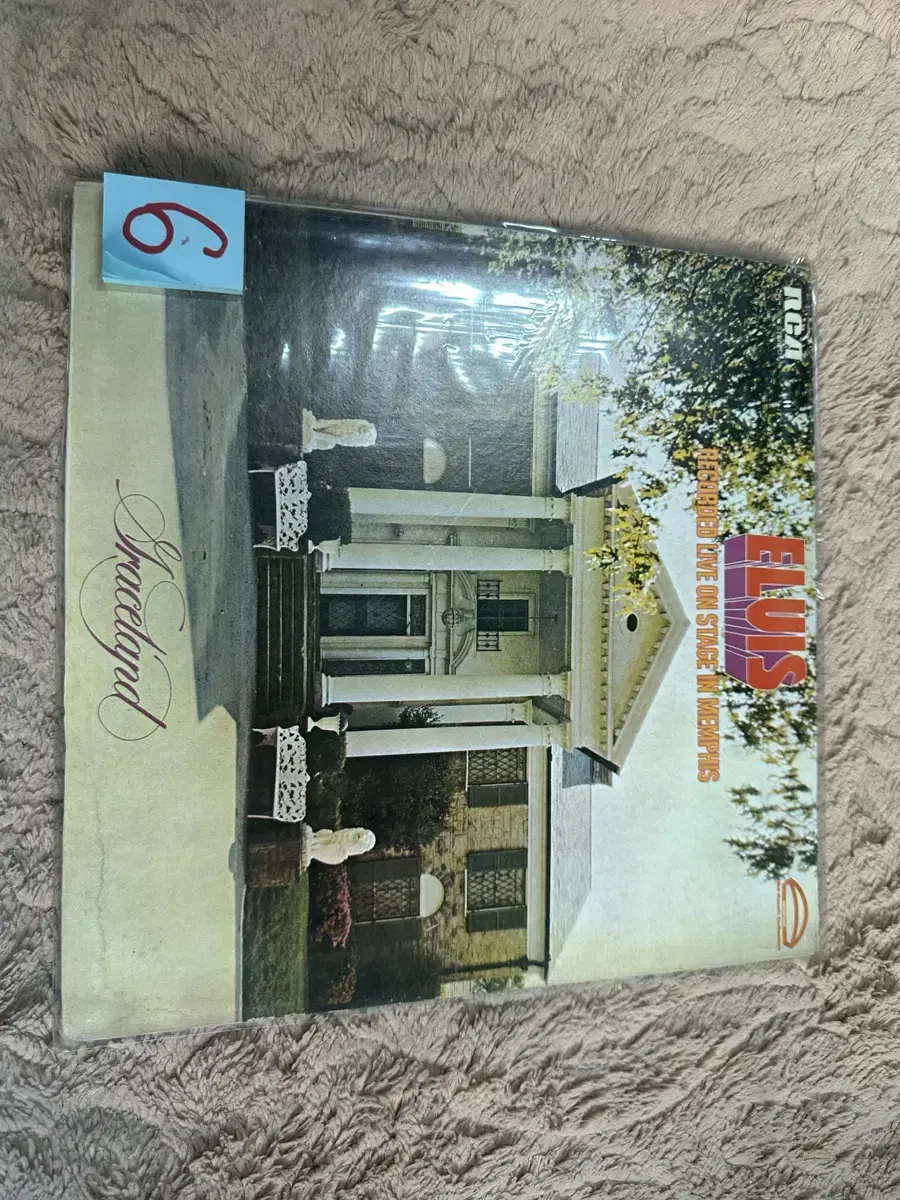 RCA
ELVIS
RECORDED LIVE ON STAGE IN MEMPHIS
Graceland
6